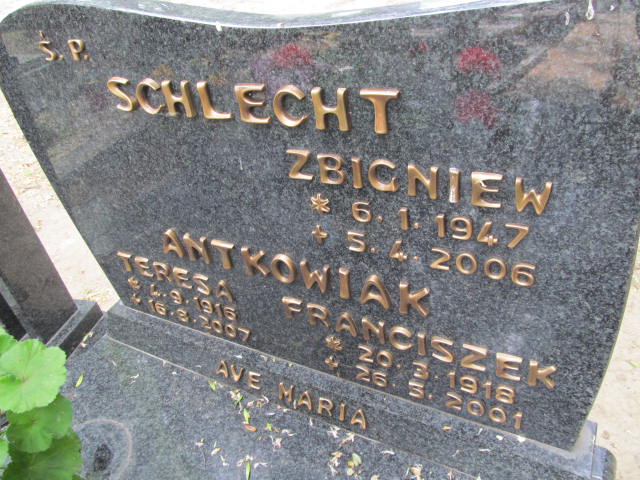 Ś.P.
SCHLECHT
ZBIGNIEW
* 6.1.1947
+ 5.4.2006
ANTKOWIAK
TERESA
* 4.9.1916
+ 16.8.2007
FRANCISZEK
* 20.3.1918
+ 26.5.2001
AVE MARIA